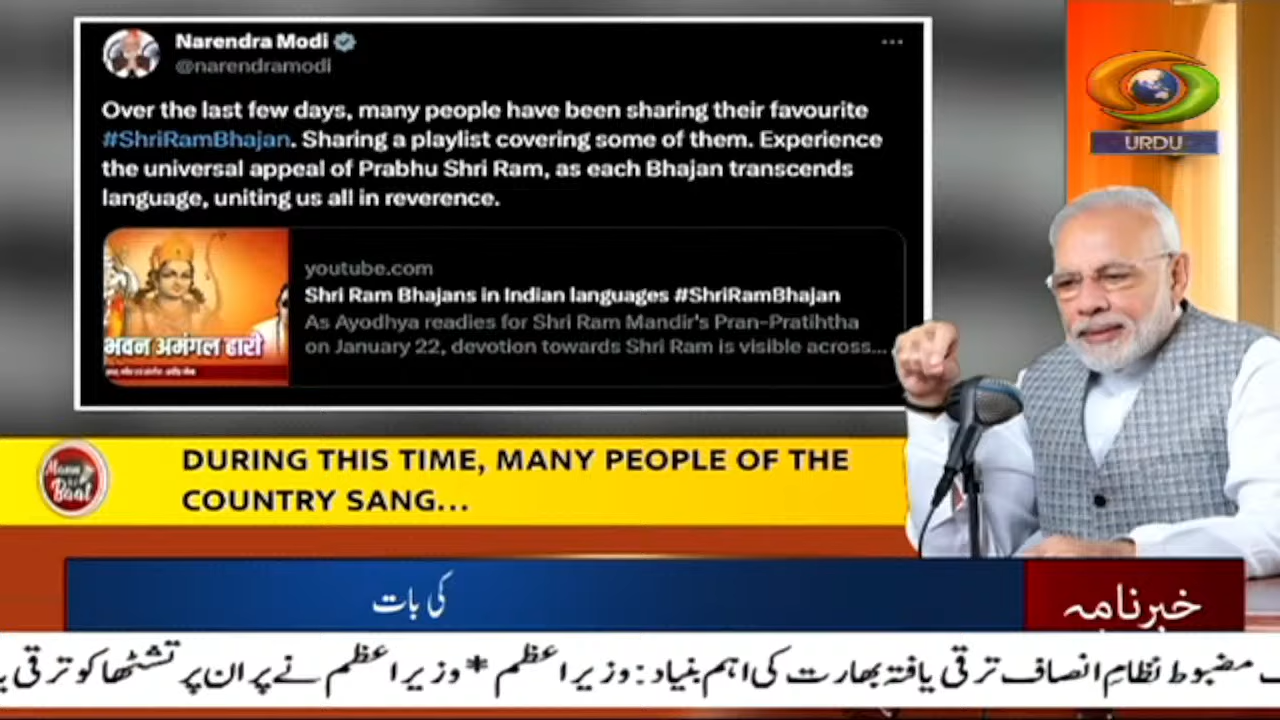 Narendra Modi
@narendramodi
Over the last few days, many people have been sharing their favourite
#ShriRamBhajan. Sharing a playlist covering some of them. Experience
the universal appeal of Prabhu Shri Ram, as each Bhajan transcends
language, uniting us all in reverence.
youtube.com
Shri Ram Bhajans in Indian languages #ShriRamBhajan
As Ayodhya readies for Shri Ram Mandir's Pran-Pratihtha
on January 22, devotion towards Shri Ram is visible across...
भवन अमंगल हारी
URDU
Mann
Baat
DURING THIS TIME, MANY PEOPLE OF THE
COUNTRY SANG...
کی بات
خبرنامہ
مضبوط نظامِ انصاف ترقی یافتہ بھارت کی اہم بنیاد: وزیر اعظم * وزیر اعظم نے پر ان پر تشٹھا کو ترقی